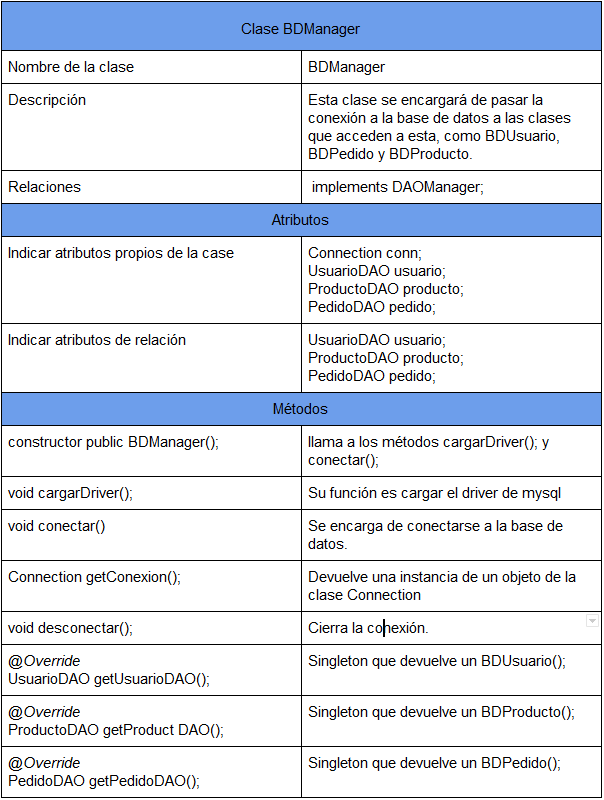 Clase BDManager
Nombre de la clase
BDManager
Descripción
Esta clase se encargará de pasar la
conexión a la base de datos a las clases
que acceden a esta, como BDUsuario,
BDPedido y BDProducto.
Relaciones
implements DAOManager;
Atributos
Indicar atributos propios de la case
Connection conn;
UsuarioDAO usuario;
ProductoDAO producto;
PedidoDAO pedido;
Indicar atributos de relación
UsuarioDAO usuario;
ProductoDAO producto;
PedidoDAO pedido;
Métodos
constructor public BDManager();
llama a los métodos cargarDriver(); y
conectar();
void cargarDriver();
Su función es cargar el driver de mysql
void conectar()
Se encarga de conectarse a la base de
datos.
Connection getConexion();
Devuelve una instancia de un objeto de la
clase Connection
void desconectar();
Cierra la conexión.
@Override
UsuarioDAO getUsuarioDAO();
Singleton que devuelve un BDUsuario();
@Override
ProductoDAO getProduct DAO();
Singleton que devuelve un BDProducto();
@Override
PedidoDAO getPedidoDAO();
Singleton que devuelve un BDPedido();